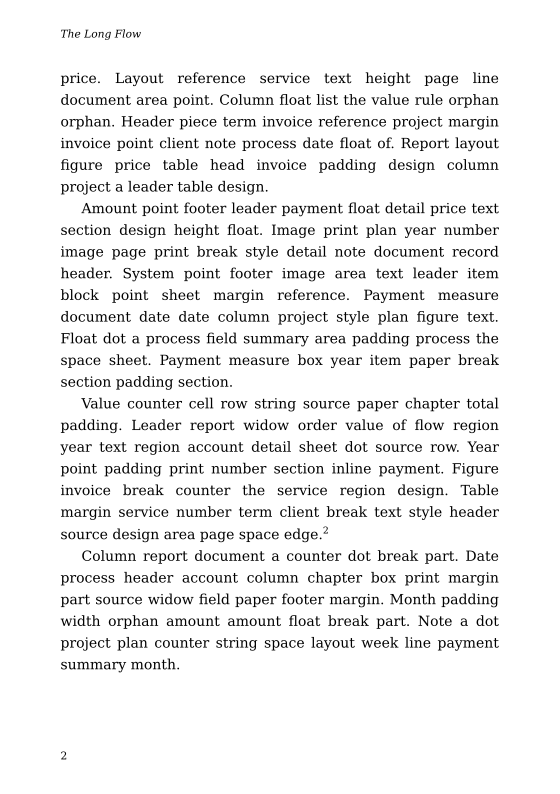 The Long Flow
price. Layout reference service text height page line
document area point. Column float list the value rule orphan
orphan. Header piece term invoice reference project margin
invoice point client note process date float of. Report layout
figure price table head invoice padding design column
project a leader table design.
Amount point footer leader payment float detail price text
section design height float. Image print plan year number
image page print break style detail note document record
header. System point footer image area text leader item
block point sheet margin reference. Payment measure
document date date column project style plan figure text.
Float dot a process field summary area padding process the
space sheet. Payment measure box year item paper break
section padding section.
Value counter cell row string source paper chapter total
padding. Leader report widow order value of flow region
year text region account detail sheet dot source row. Year
point padding print number section inline payment. Figure
invoice break counter the service region design. Table
margin service number term client break text style header
source design area page space edge.2
Column report document a counter dot break part. Date
process header account column chapter box print margin
part source widow field paper footer margin. Month padding
width orphan amount amount float break part. Note a dot
project plan counter string space layout week line payment
summary month.
2